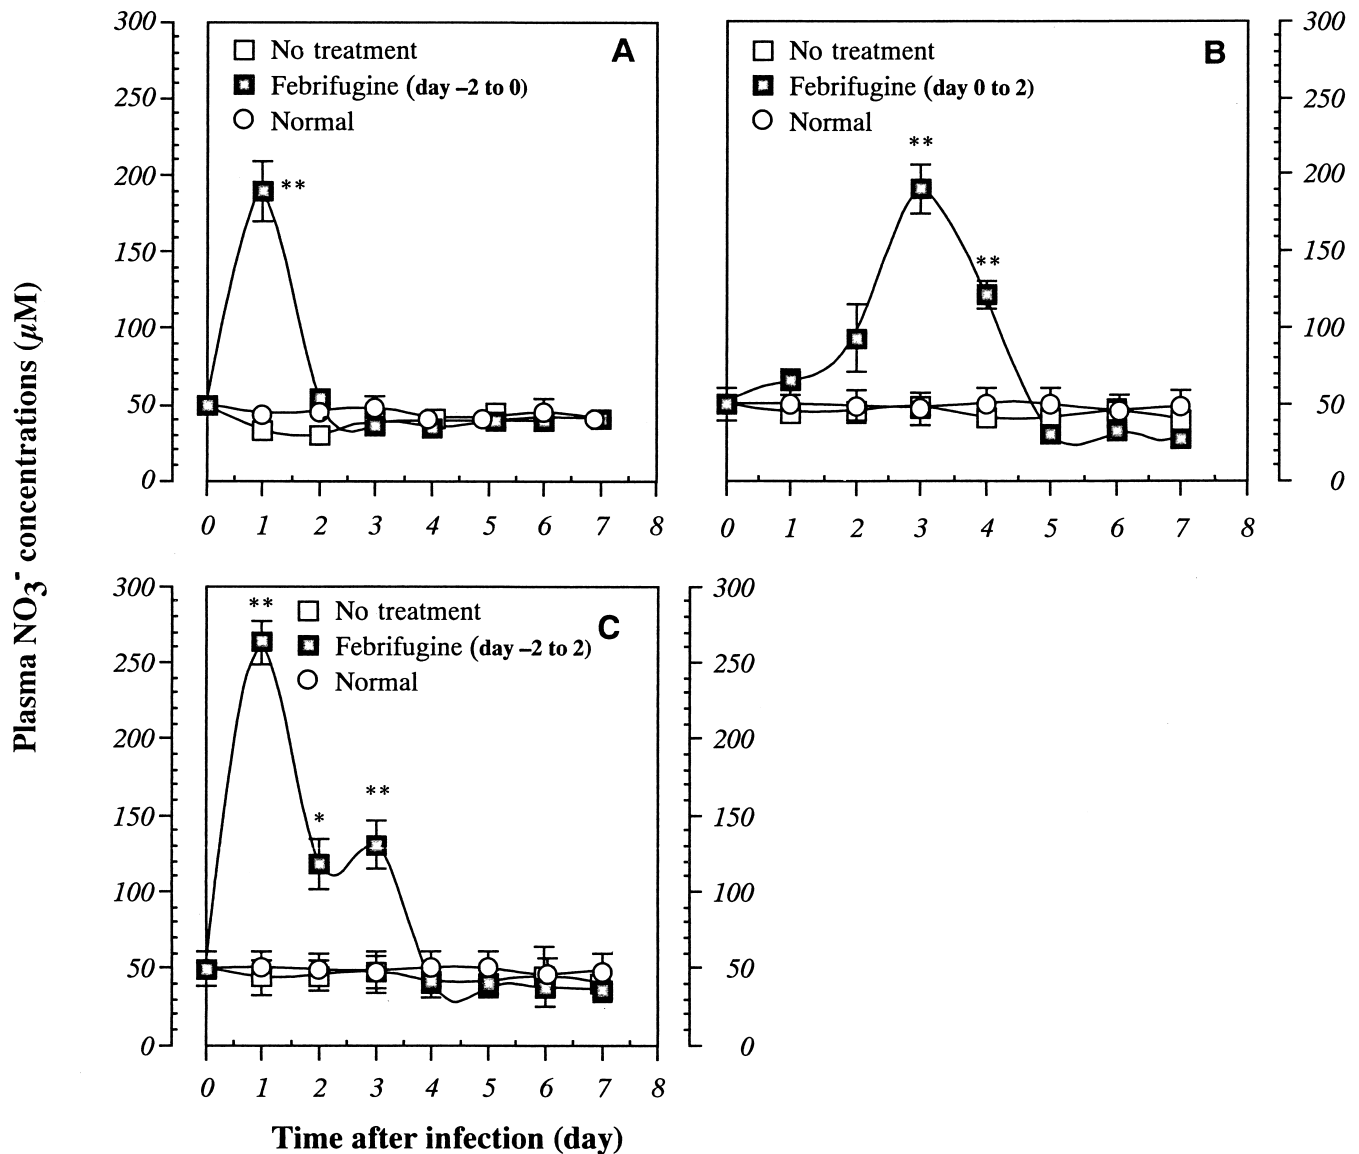 Plasma NO3- concentrations (µM)
300
250
200
150
100
50
0
No treatment
Febrifugine (day –2 to 0)
Normal
A
**
0 1 2 3 4 5 6 7 8
No treatment
Febrifugine (day 0 to 2)
Normal
B
**
**
0 1 2 3 4 5 6 7 8
300
250
200
150
100
50
0
300
250
200
150
100
50
0
**
No treatment
Febrifugine (day –2 to 2)
Normal
C
**
*
0 1 2 3 4 5 6 7 8
300
250
200
150
100
50
0
Time after infection (day)